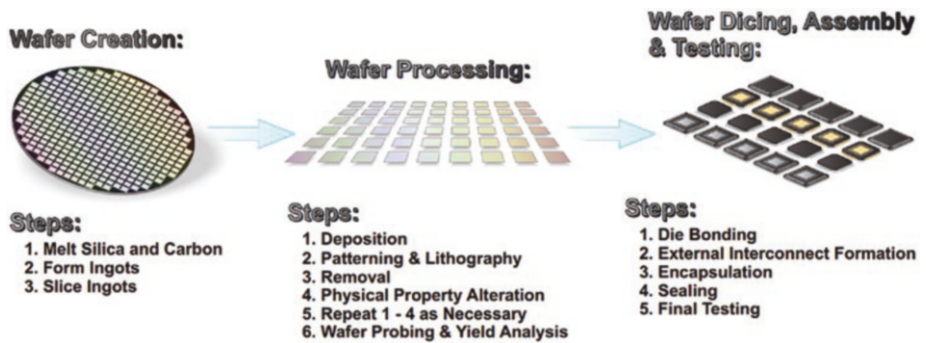 Wafer Creation:
Steps:
1. Melt Silica and Carbon
2. Form Ingots
3. Slice Ingots
Wafer Processing:
Steps:
1. Deposition
2. Patterning & Lithography
3. Removal
4. Physical Property Alteration
5. Repeat 1 - 4 as Necessary
6. Wafer Probing & Yield Analysis
Wafer Dicing, Assembly
& Testing:
Steps:
1. Die Bonding
2. External Interconnect Formation
3. Encapsulation
4. Sealing
5. Final Testing